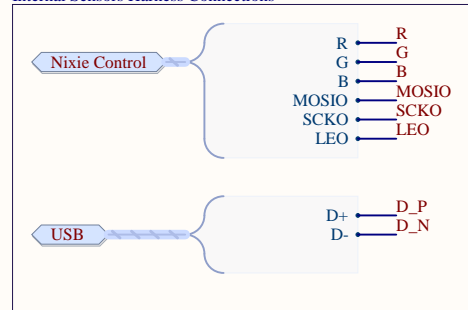 Internal Sensors Harness Connections
Nixie Control
R R
G G
B B
MOSIO MOSIO
SCKO SCKO
LEO LEO
USB
D+ D_P
D- D_N